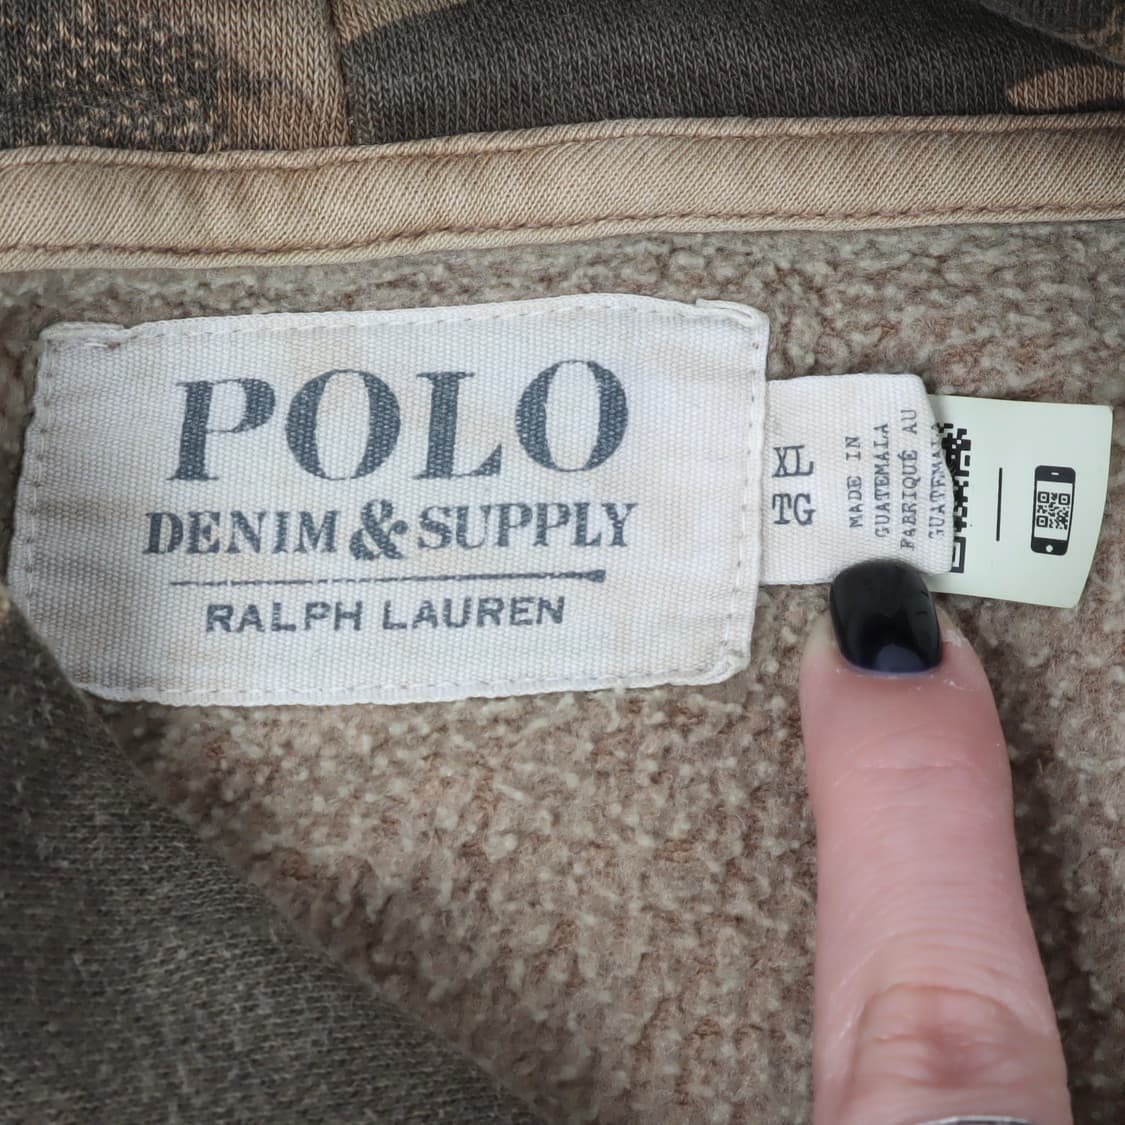 POLO
DENIM & SUPPLY
RALPH LAUREN
XL
TG
MADE IN
GUATEMALA
FABRIQUÉ AU
GUATEMALA